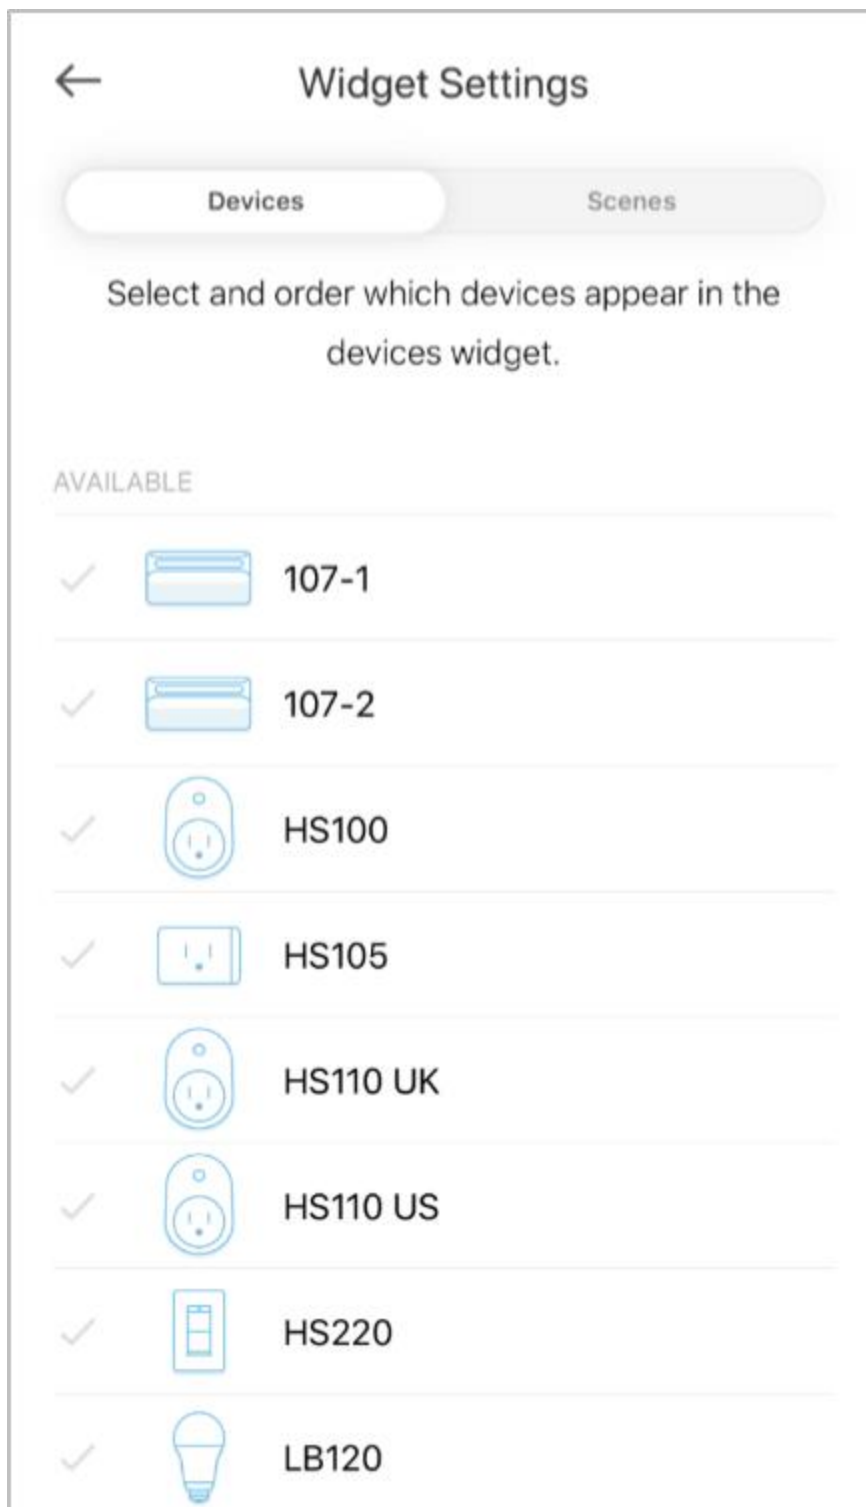 Widget Settings
Devices
Scenes
Select and order which devices appear in the
devices widget.
AVAILABLE
107-1
107-2
HS100
HS105
HS110 UK
HS110 US
HS220
LB120